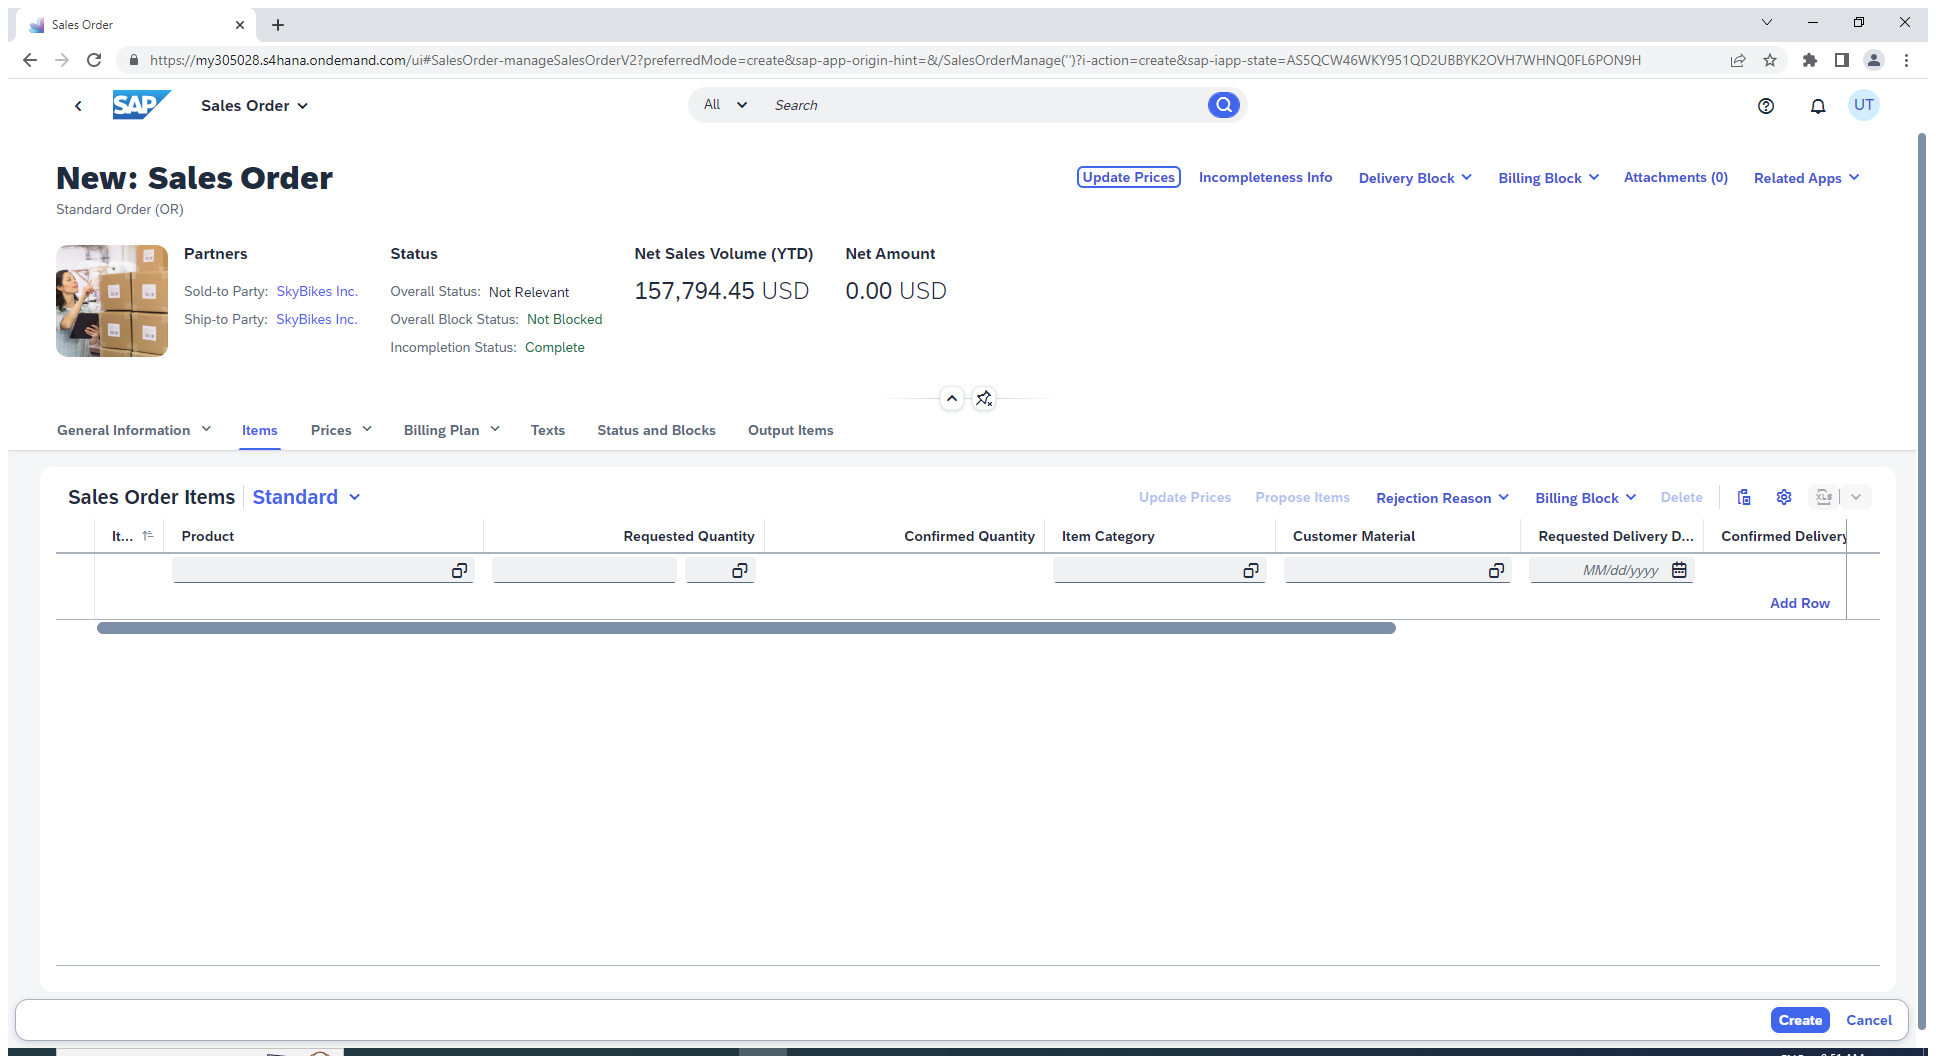 Sales Order
https://my305028.s4hana.ondemand.com/ui#SalesOrder-manageSalesOrderV2?preferredMode=create&sap-app-origin-hint=&/SalesOrderManage('')?i-action=create&sap-iapp-state=AS5QCW46WKY951QD2UBBYK2OVH7WHNQ0FL6PON9H
SAP Sales Order All Search UT
New: Sales Order Update Prices Incompleteness Info Delivery Block Billing Block Attachments (0) Related Apps
Standard Order (OR)
Partners Status Net Sales Volume (YTD) Net Amount
Sold-to Party: SkyBikes Inc. Overall Status: Not Relevant 157,794.45 USD 0.00 USD
Ship-to Party: SkyBikes Inc. Overall Block Status: Not Blocked
Incompletion Status: Complete
General Information Items Prices Billing Plan Texts Status and Blocks Output Items
Sales Order Items Standard Update Prices Propose Items Rejection Reason Billing Block Delete XLS
It... Product Requested Quantity Confirmed Quantity Item Category Customer Material Requested Delivery D... Confirmed Delivery
MM/dd/yyyy
Add Row
Create Cancel